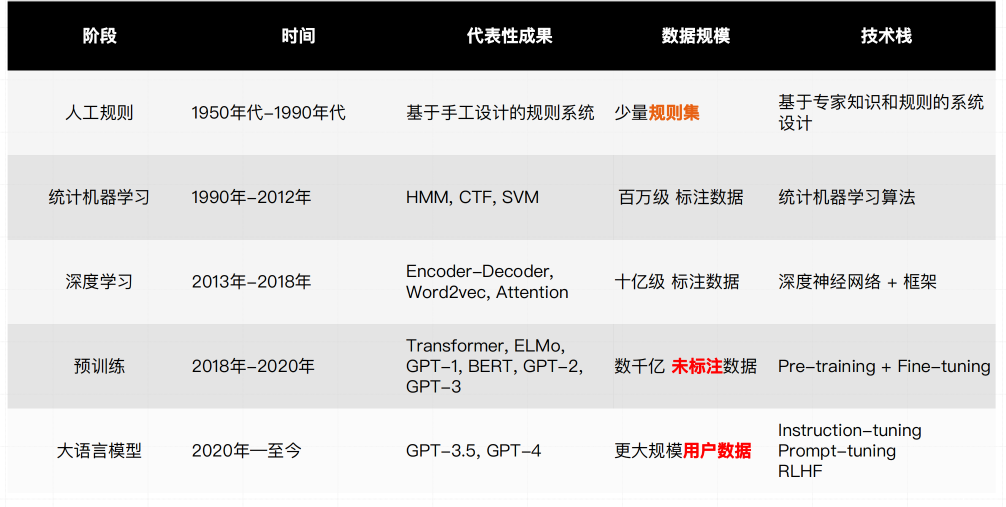 阶段 时间 代表性成果 数据规模 技术栈
人工规则 1950年代-1990年代 基于手工设计的规则系统 少量规则集 基于专家知识和规则的系统
设计
统计机器学习 1990年-2012年 HMM, CTF, SVM 百万级 标注数据 统计机器学习算法
深度学习 2013年-2018年 Encoder-Decoder,
Word2vec, Attention 十亿级 标注数据 深度神经网络 + 框架
预训练 2018年-2020年 Transformer, ELMo,
GPT-1, BERT, GPT-2,
GPT-3 数千亿 未标注数据 Pre-training + Fine-tuning
大语言模型 2020年—至今 GPT-3.5, GPT-4 更大规模用户数据 Instruction-tuning
Prompt-tuning
RLHF